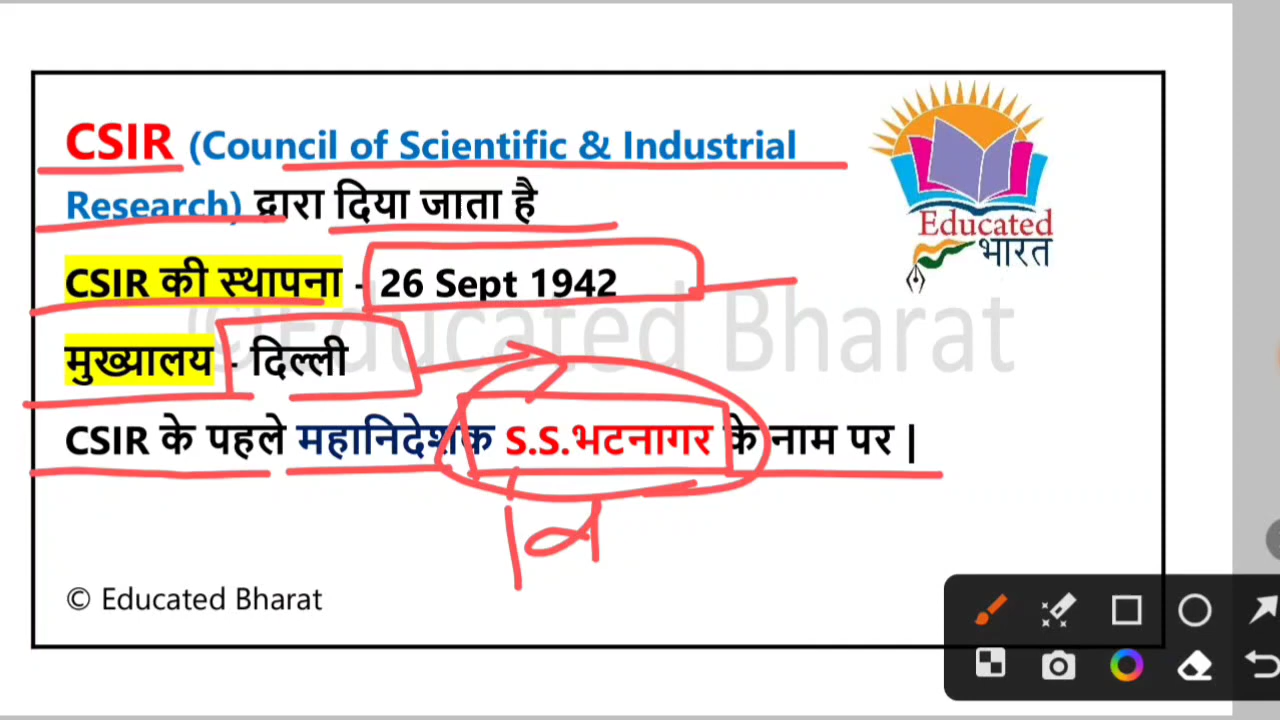 CSIR (Council of Scientific & Industrial
Research) द्वारा दिया जाता है
CSIR की स्थापना - 26 Sept 1942
मुख्यालय - दिल्ली
CSIR के पहले महानिदेशक S.S.भटनागर के नाम पर |
© Educated Bharat
Educated
भारत
©Educated Bharat